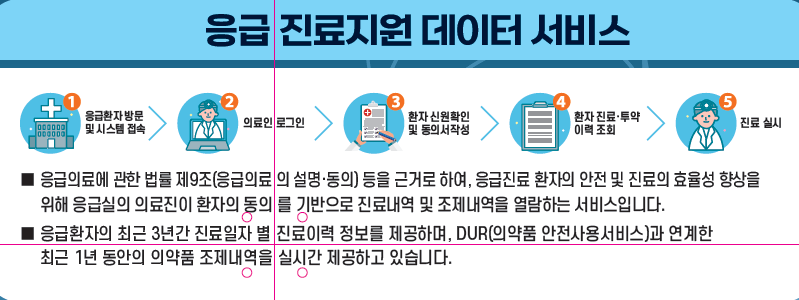 응급 진료지원 데이터 서비스
1
응급환자 방문
및 시스템 접속
2
의료인 로그인
3
환자 신원확인
및 동의서작성
4
환자 진료·투약
이력 조회
5
진료 실시
■ 응급의료에 관한 법률 제9조(응급의료의 설명·동의) 등을 근거로 하여, 응급진료 환자의 안전 및 진료의 효율성 향상을
위해 응급실의 의료진이 환자의 동의를 기반으로 진료내역 및 조제내역을 열람하는 서비스입니다.
■ 응급환자의 최근 3년간 진료일자 별 진료이력 정보를 제공하며, DUR(의약품 안전사용서비스)과 연계한
최근 1년 동안의 의약품 조제내역을 실시간 제공하고 있습니다.